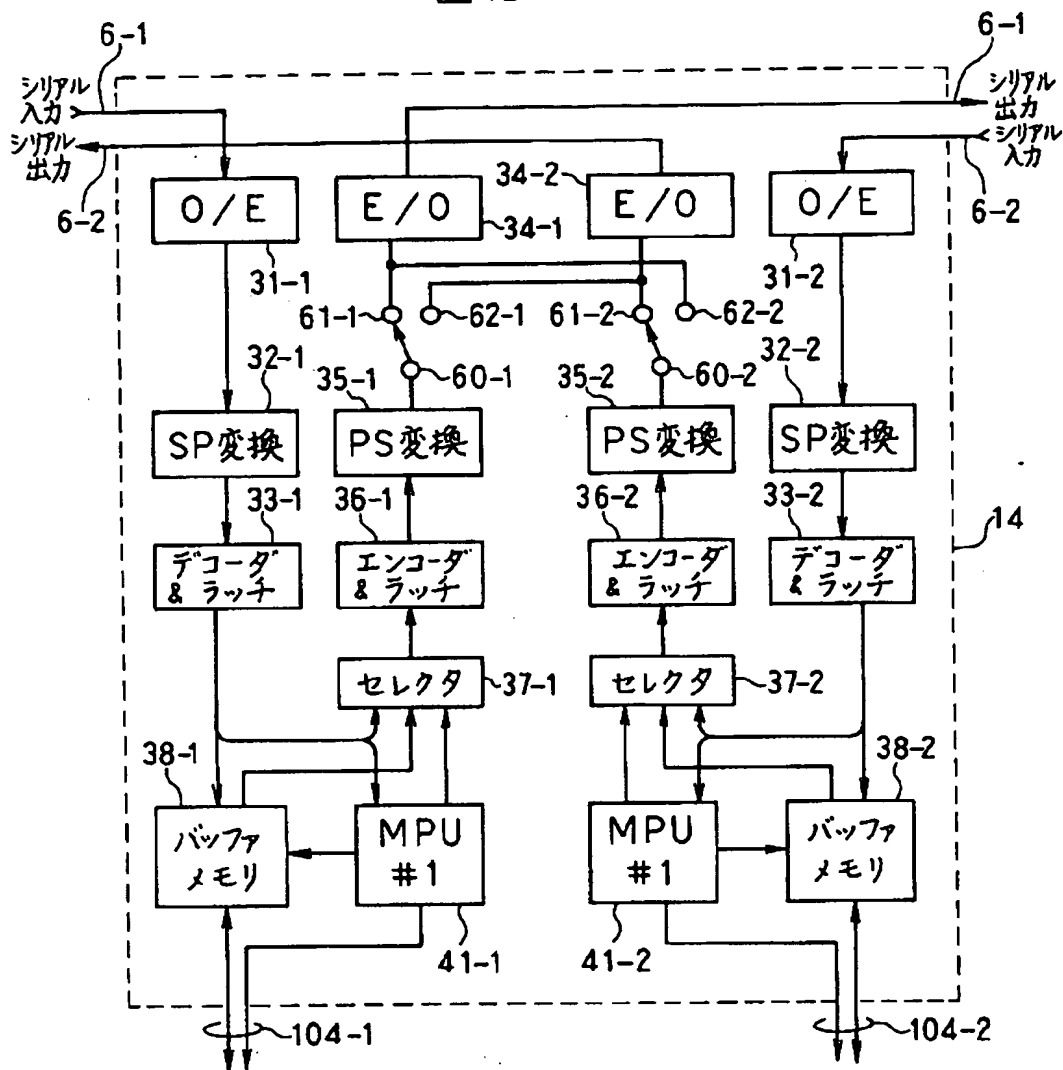 6-1
6-1
シリアル
入力
シリアル
出力
シリアル
出力
シリアル
入力
6-2
6-2
O/E
31-1
E/O
34-1
34-2
E/O
O/E
31-2
61-1
62-1
61-2
62-2
60-1
60-2
32-1
SP変換
35-1
PS変換
35-2
PS変換
32-2
SP変換
33-1
デコーダ
& ラッチ
36-1
エンコーダ
& ラッチ
36-2
エンコーダ
& ラッチ
33-2
デコーダ
& ラッチ
14
セレクタ
37-1
セレクタ
37-2
38-1
バッファ
メモリ
MPU
#1
41-1
MPU
#1
41-2
38-2
バッファ
メモリ
104-1
104-2